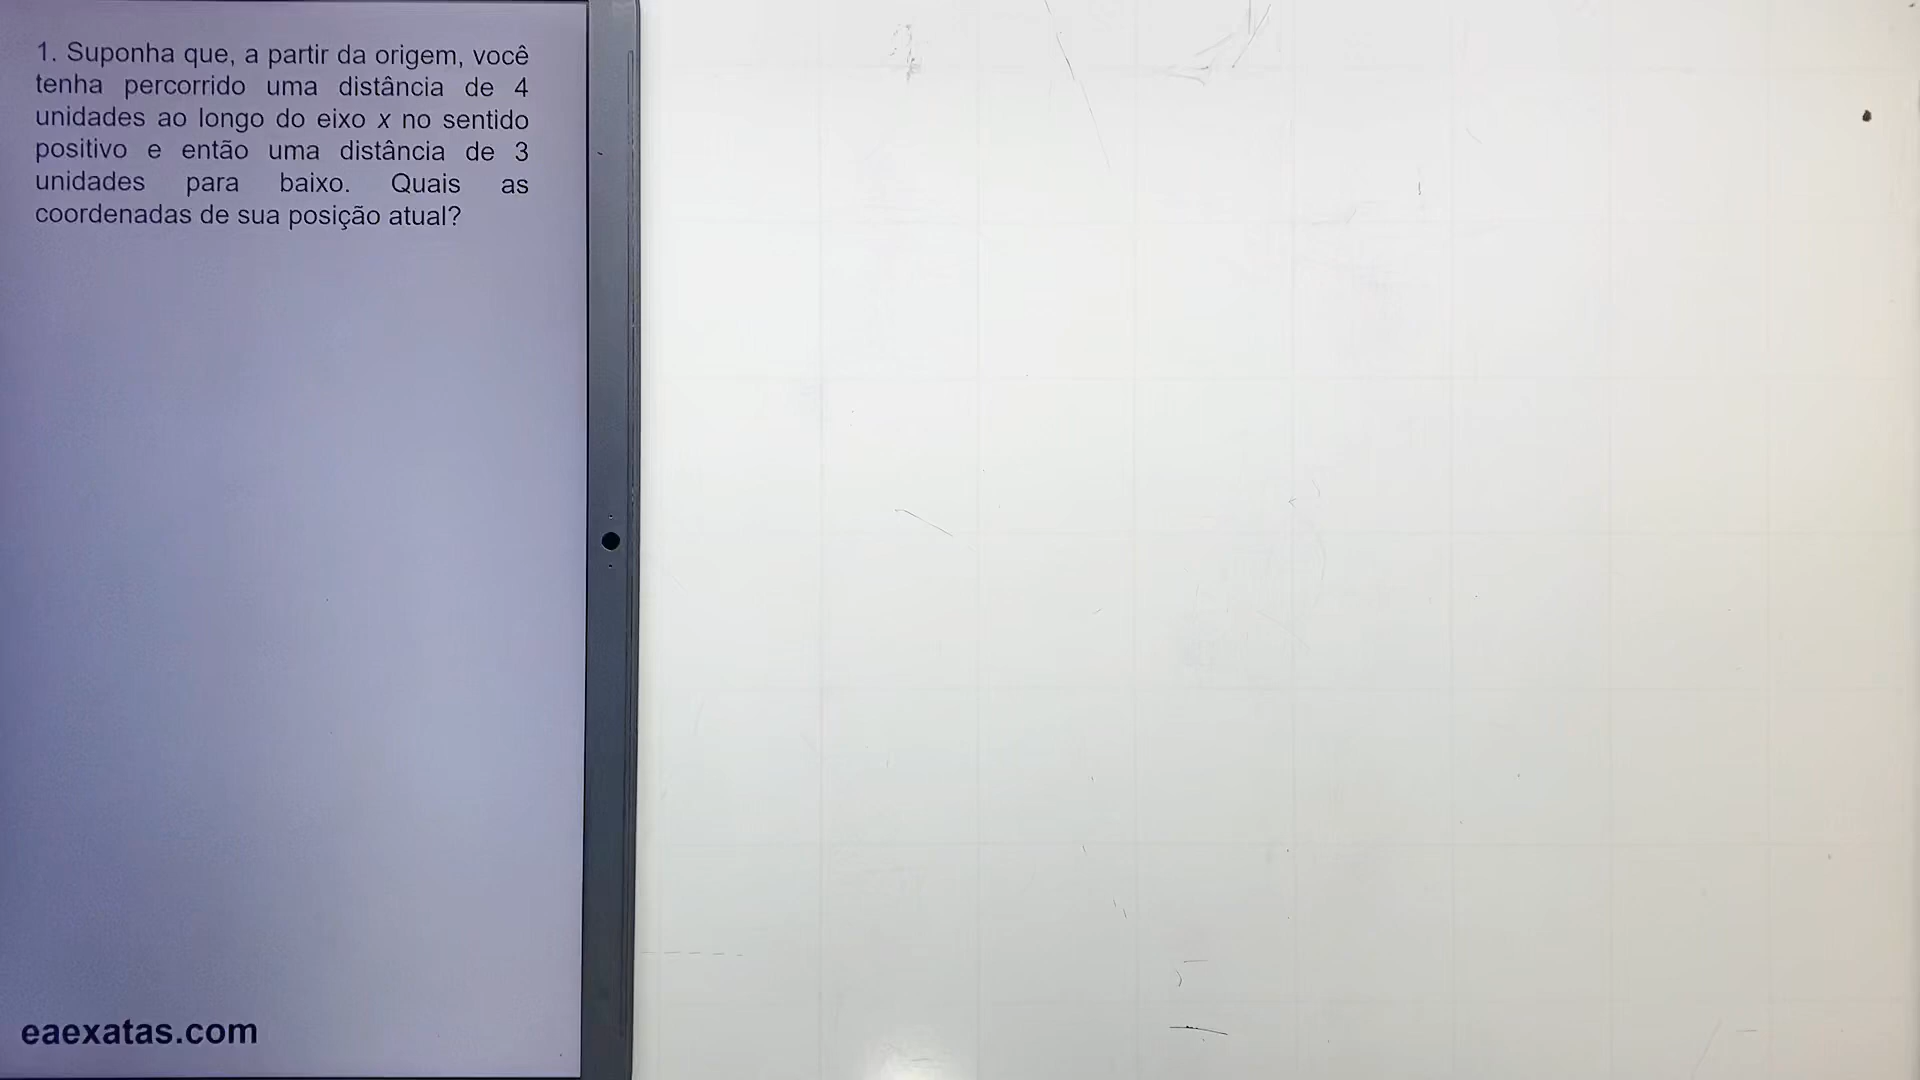 1. Suponha que, a partir da origem, você
tenha percorrido uma distância de 4
unidades ao longo do eixo x no sentido
positivo e então uma distância de 3
unidades para baixo. Quais as
coordenadas de sua posição atual?
eaexatas.com